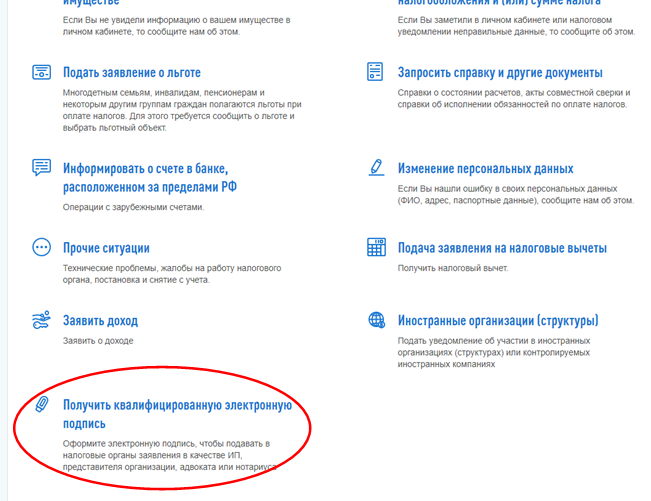 имуществе
Если Вы не увидели информацию о вашем имуществе в
личном кабинете, то сообщите нам об этом.
налогообложения и (или) сумме налога
Если Вы заметили в личном кабинете или налоговом
уведомлении неправильные данные, то сообщите об этом.
Подать заявление о льготе
Многодетным семьям, инвалидам, пенсионерам и
некоторым другим группам граждан полагаются льготы при
оплате налогов. Для этого требуется сообщить о льготе и
выбрать льготный объект.
Запросить справку и другие документы
Справки о состоянии расчетов, акты совместной сверки и
справки об исполнении обязанностей по оплате налогов.
Информировать о счете в банке,
расположенном за пределами РФ
Операции с зарубежными счетами.
Изменение персональных данных
Если Вы нашли ошибку в своих персональных данных
(ФИО, адрес, паспортные данные), сообщите нам об этом.
Прочие ситуации
Технические проблемы, жалобы на работу налогового
органа, постановка и снятие с учета.
Подача заявления на налоговые вычеты
Получить налоговый вычет.
Заявить доход
Заявить о доходе
Иностранные организации (структуры)
Подать уведомление об участии в иностранных
организациях (структурах) или контролируемых
иностранных компаниях
Получить квалифицированную электронную
подпись
Оформите электронную подпись, чтобы подавать в
налоговые органы заявления в качестве ИП,
представителя организации, адвоката или нотариуса